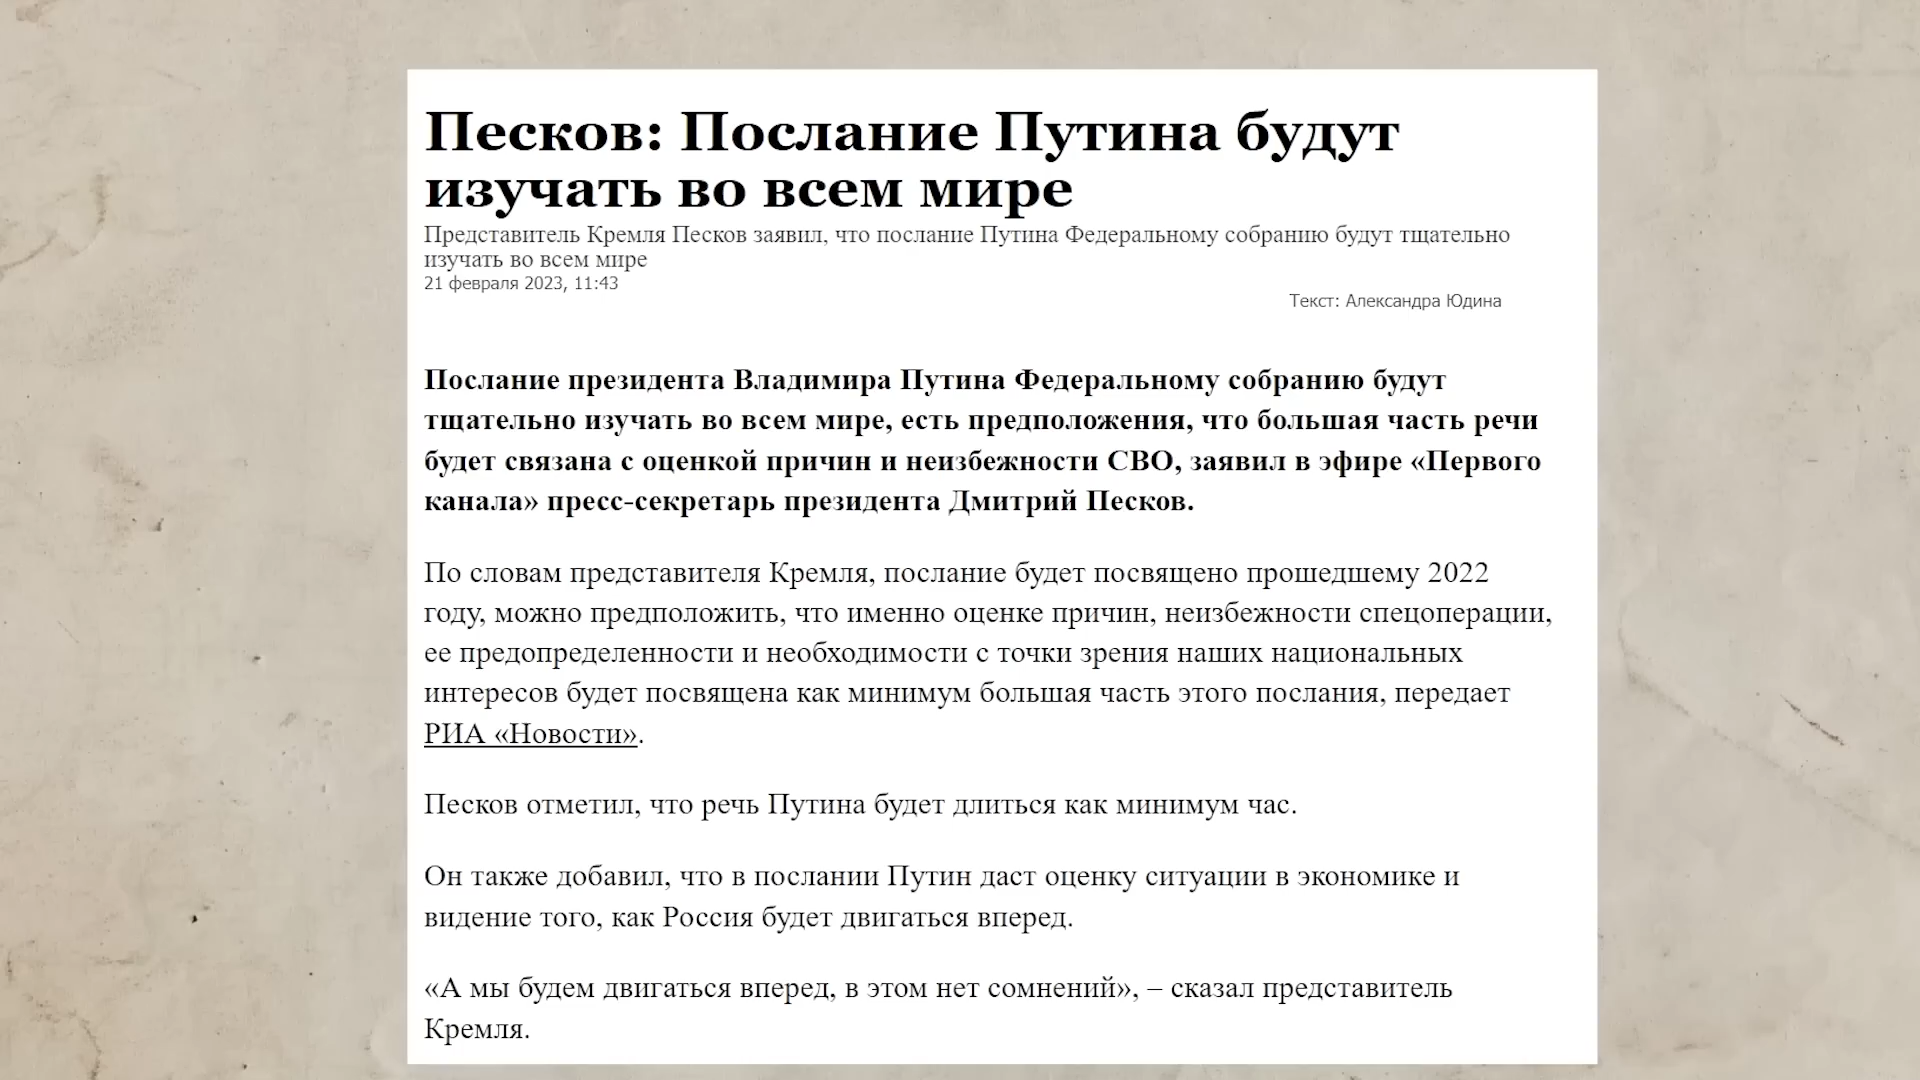 Песков: Послание Путина будут
изучать во всем мире
Представитель Кремля Песков заявил, что послание Путина Федеральному собранию будут тщательно
изучать во всем мире
21 февраля 2023, 11:43
Текст: Александра Юдина
Послание президента Владимира Путина Федеральному собранию будут
тщательно изучать во всем мире, есть предположения, что большая часть речи
будет связана с оценкой причин и неизбежности СВО, заявил в эфире «Первого
канала» пресс-секретарь президента Дмитрий Песков.
По словам представителя Кремля, послание будет посвящено прошедшему 2022
году, можно предположить, что именно оценке причин, неизбежности спецоперации,
ее предопределенности и необходимости с точки зрения наших национальных
интересов будет посвящена как минимум большая часть этого послания, передает
РИА «Новости».
Песков отметил, что речь Путина будет длиться как минимум час.
Он также добавил, что в послании Путин даст оценку ситуации в экономике и
видение того, как Россия будет двигаться вперед.
«А мы будем двигаться вперед, в этом нет сомнений», – сказал представитель
Кремля.